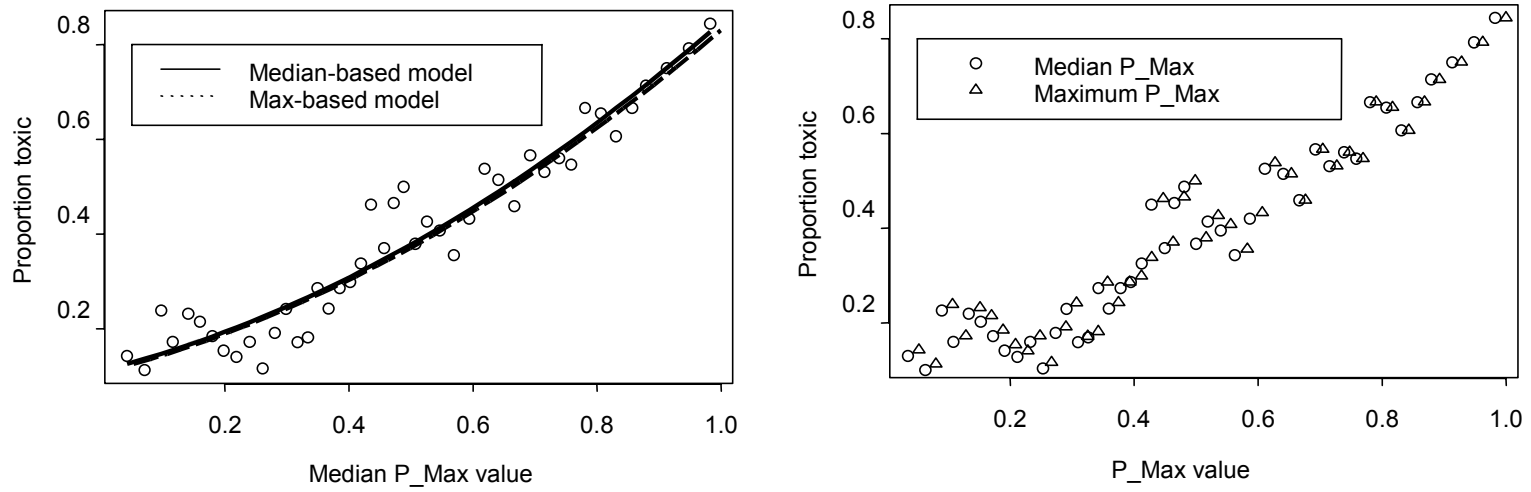 0.8
0.6
0.4
0.2
Proportion toxic
Median-based model
Max-based model
0.2 0.4 0.6 0.8 1.0
Median P_Max value
0.8
0.6
0.4
0.2
Proportion toxic
Median P_Max
Maximum P_Max
0.2 0.4 0.6 0.8 1.0
P_Max value